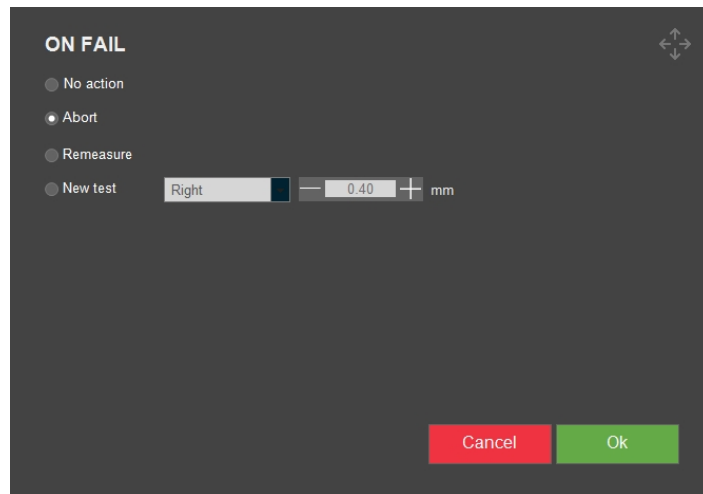 ON FAIL
No action
Abort
Remeasure
New test Right 0.40 mm
Cancel Ok